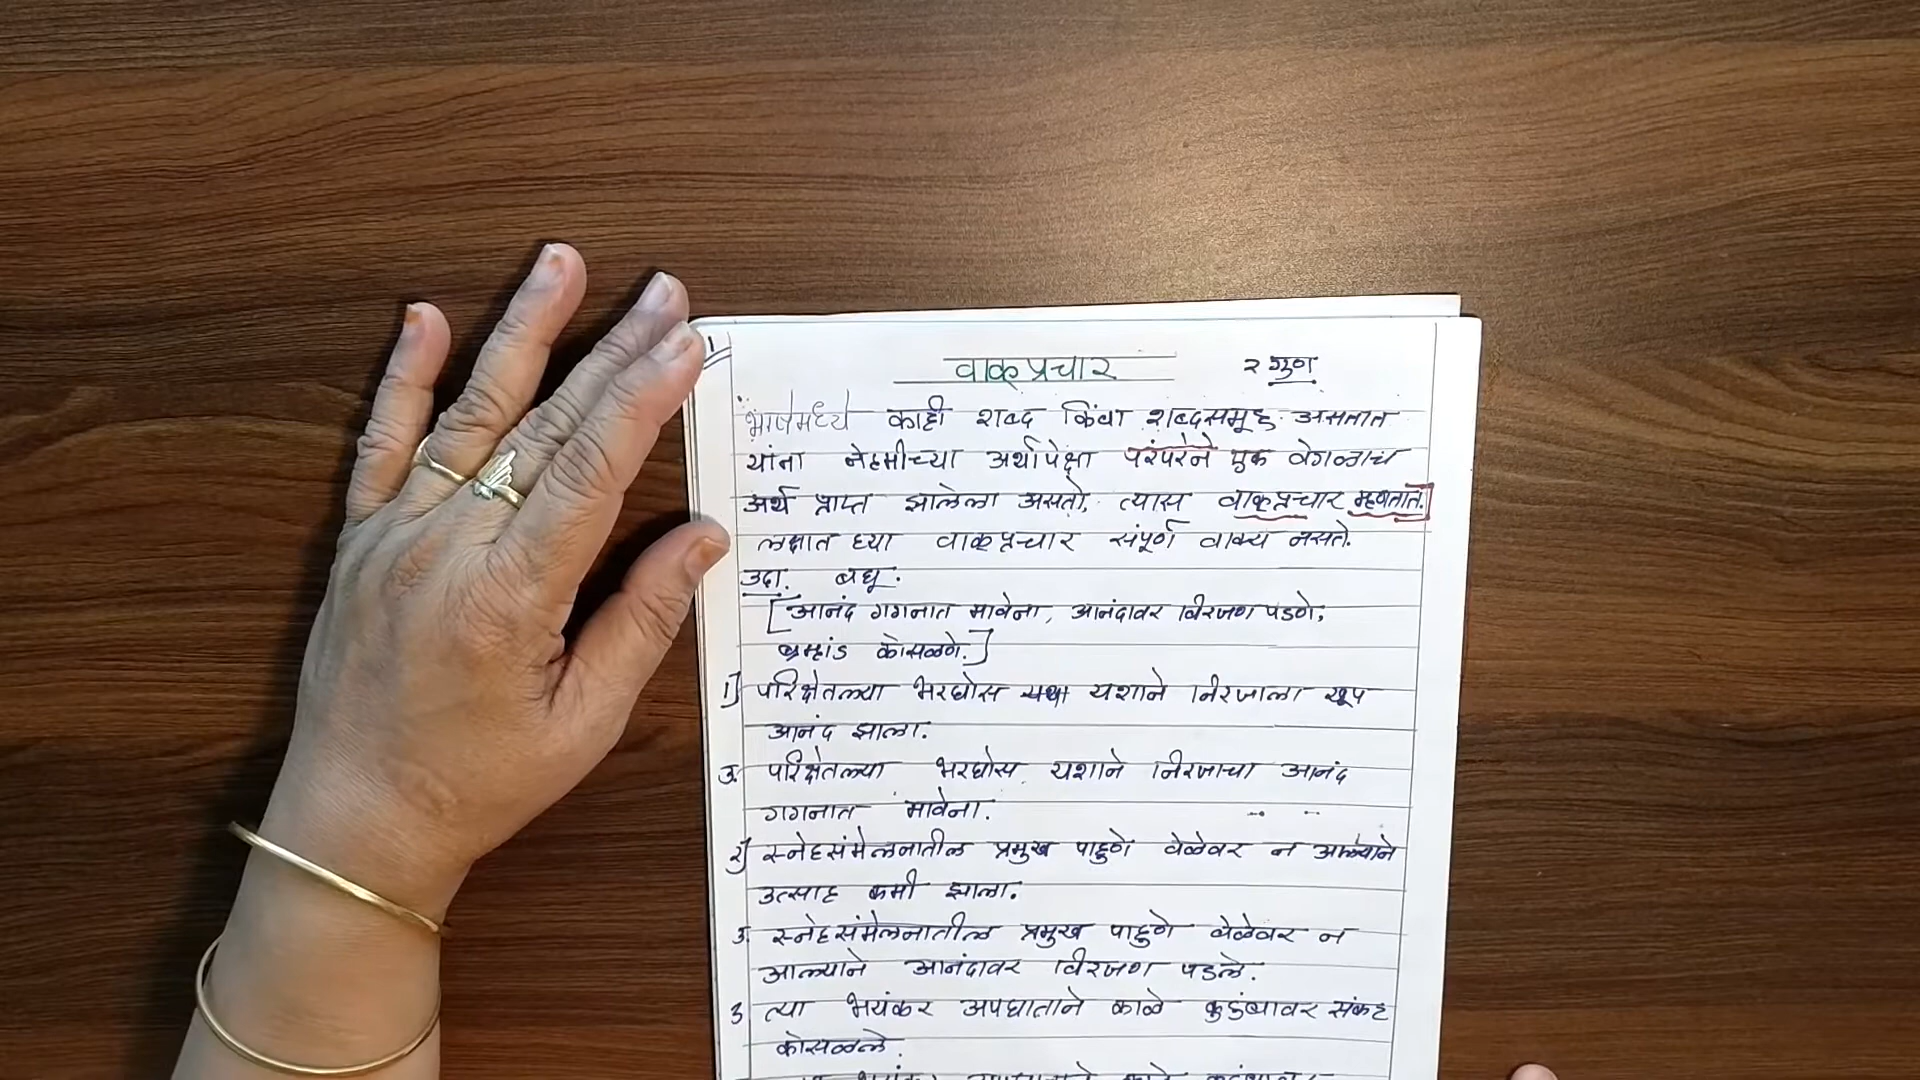 1
वाक्प्रचार २ गुण
भाषेमध्ये काही शब्द किंवा शब्दसमूह असतात
यांना नेहमीच्या अर्थापेक्षा परंपरेने एक वेगळाच
अर्थ प्राप्त झालेला असतो. त्यास वाक्प्रचार म्हणतात.
लक्षात घ्या वाक्प्रचार संपूर्ण वाक्य नसते.
उदा. बघू.
[आनंद गगनात मावेना, आनंदावर विरजण पडणे,
ब्रम्हांड कोसळणे.]
1] परिक्षेतल्या भरघोस यशाने निरजाला खूप
आनंद झाला.
उ. परिक्षेतल्या भरघोस यशाने निरजाचा आनंद
गगनात मावेना.
२] स्नेहसंमेलनातील प्रमुख पाहुणे वेळेवर न आल्याने
उत्साह कमी झाला.
उ. स्नेहसंमेलनातील प्रमुख पाहुणे वेळेवर न
आल्याने आनंदावर विरजण पडले.
3 त्या भयंकर अपघाताने काळे कुटुंबावर संकट
कोसळले.